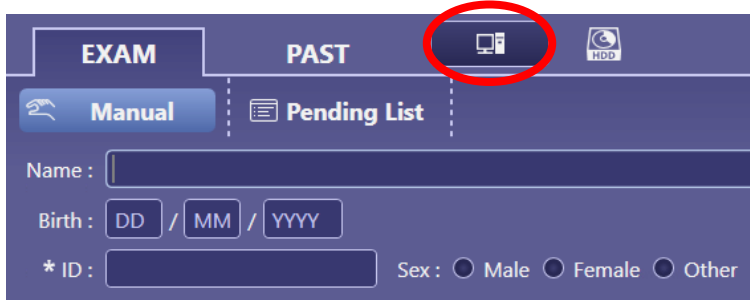 EXAM PAST HDD
Manual Pending List
Name :
Birth : DD / MM / YYYY
* ID : Sex : Male Female Other